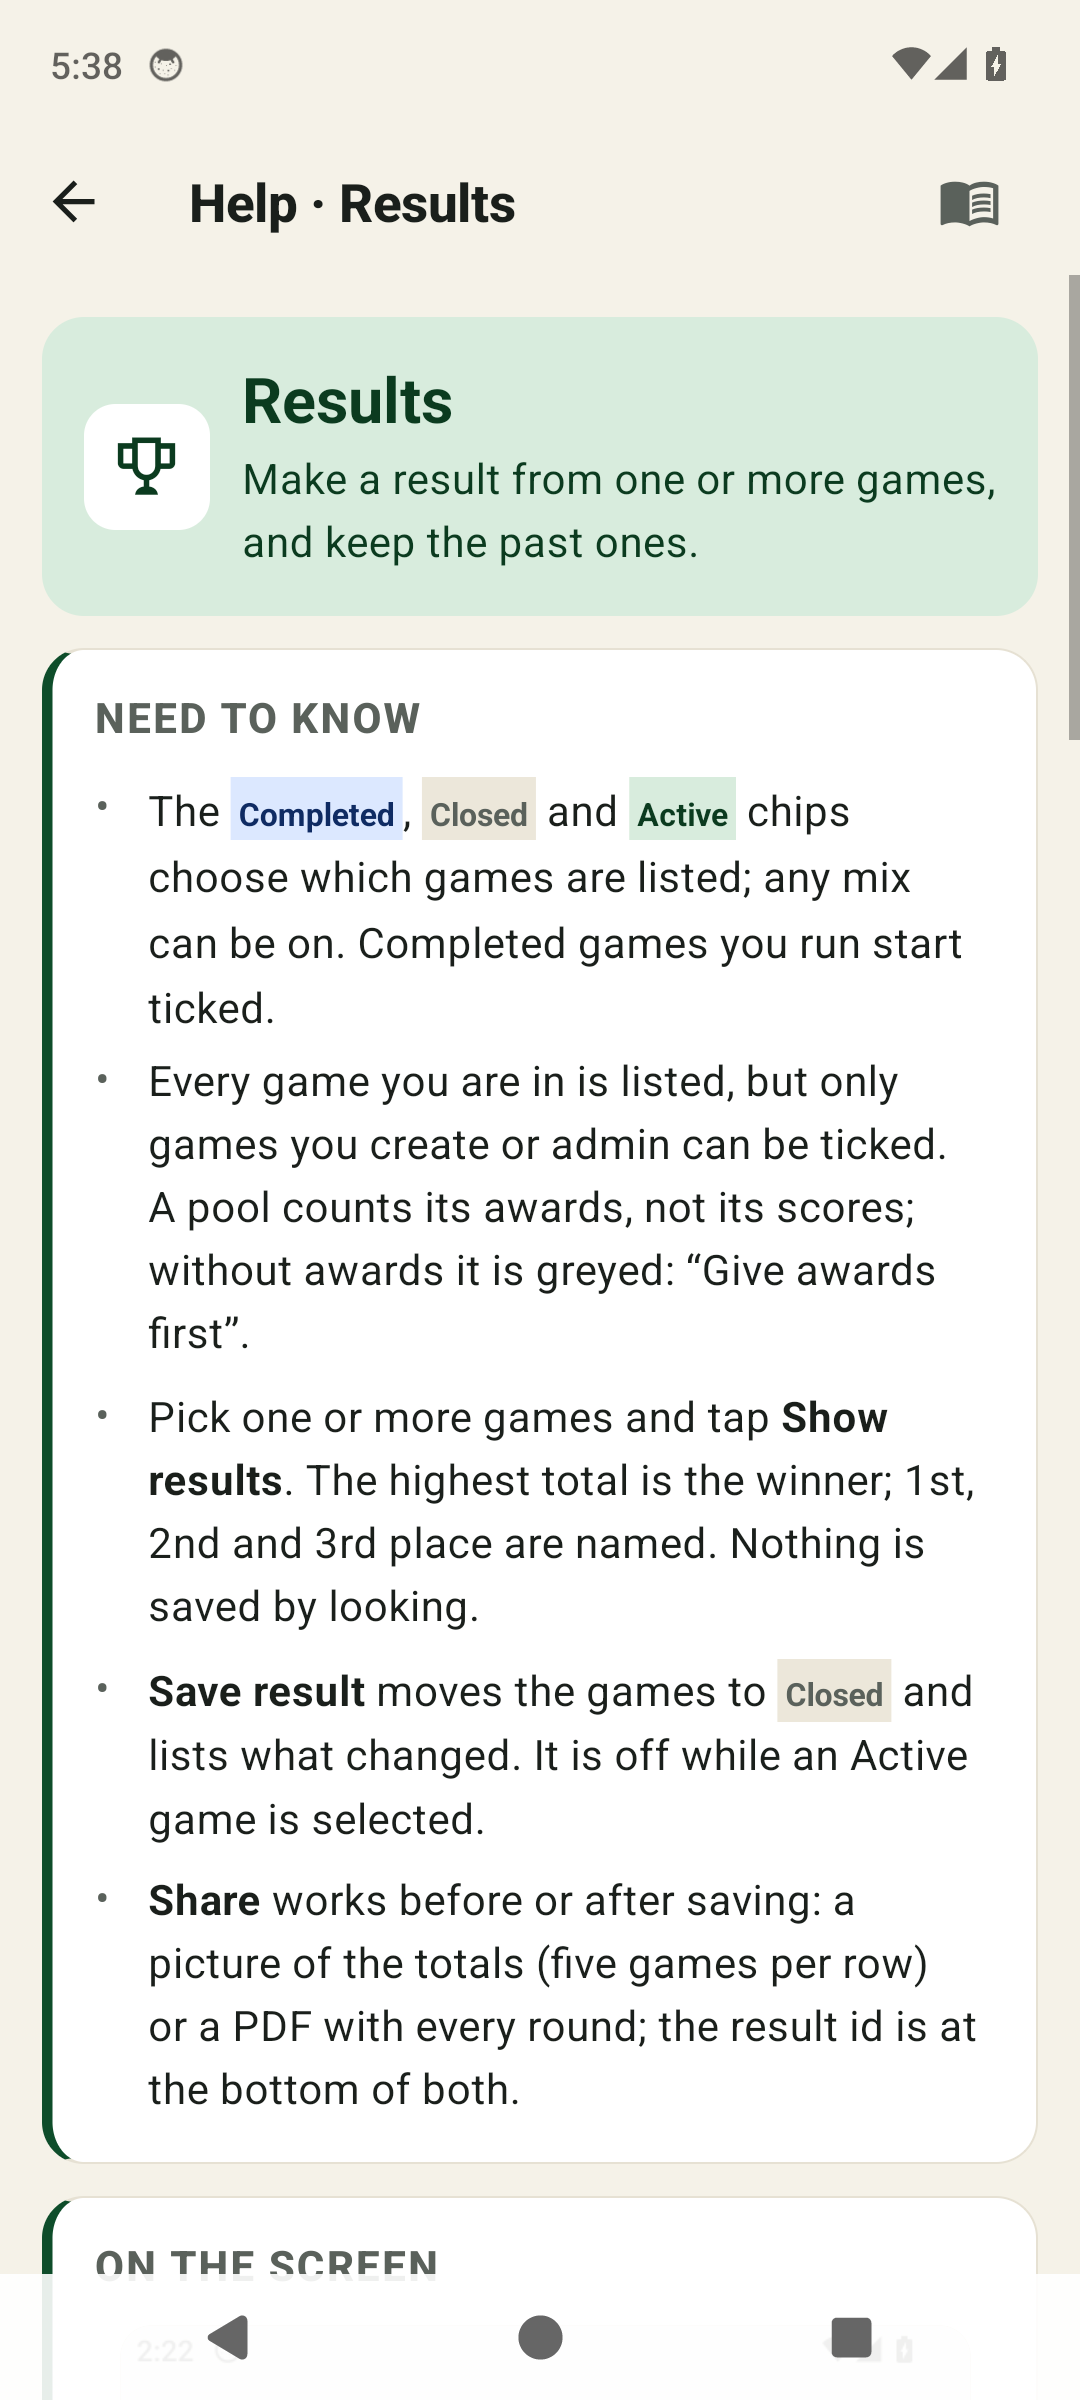 5:38
Help · Results
Results
Make a result from one or more games,
and keep the past ones.
NEED TO KNOW
• The Completed, Closed and Active chips
choose which games are listed; any mix
can be on. Completed games you run start
ticked.
• Every game you are in is listed, but only
games you create or admin can be ticked.
A pool counts its awards, not its scores;
without awards it is greyed: “Give awards
first”.
• Pick one or more games and tap Show
results. The highest total is the winner; 1st,
2nd and 3rd place are named. Nothing is
saved by looking.
• Save result moves the games to Closed and
lists what changed. It is off while an Active
game is selected.
• Share works before or after saving: a
picture of the totals (five games per row)
or a PDF with every round; the result id is at
the bottom of both.
ON THE SCREEN
2:22